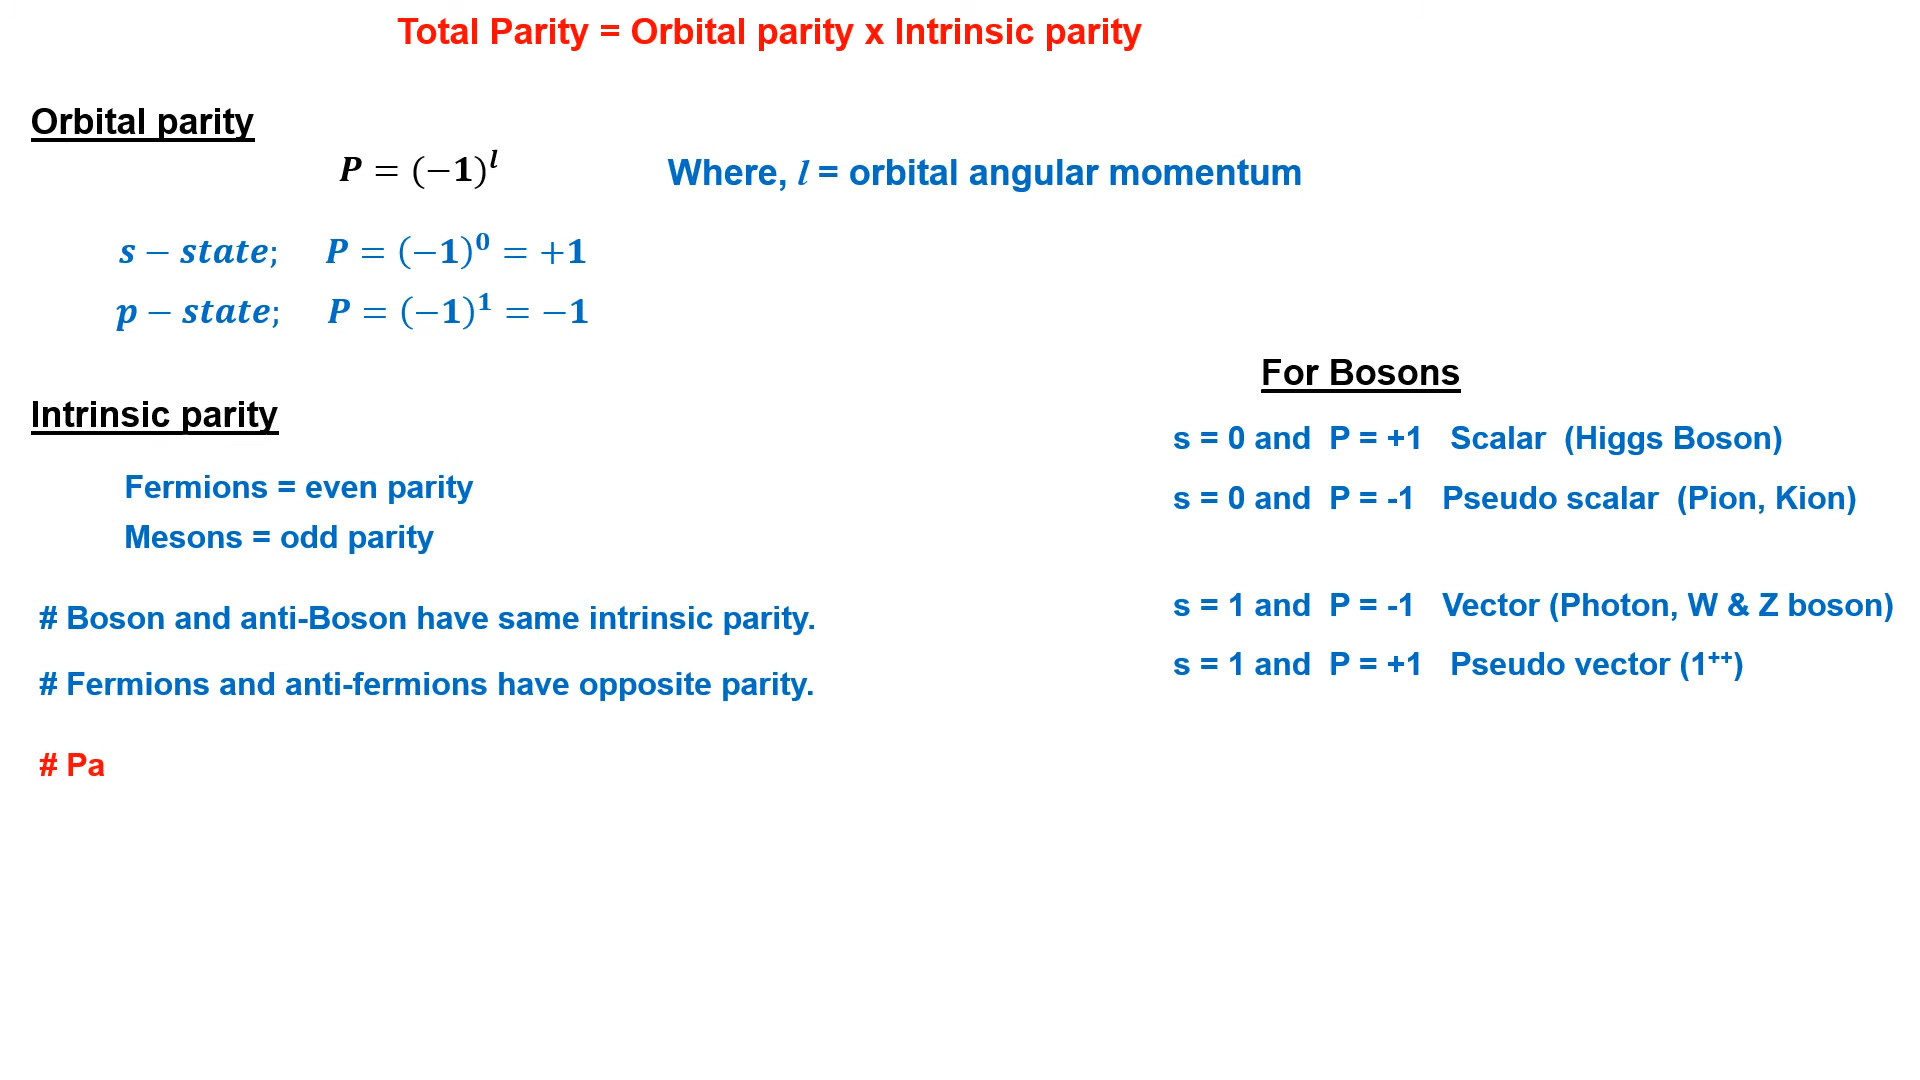 Total Parity = Orbital parity x Intrinsic parity
Orbital parity
P = (−1)^l
Where, l = orbital angular momentum
s − state; P = (−1)^0 = +1
p − state; P = (−1)^1 = −1
Intrinsic parity
Fermions = even parity
Mesons = odd parity
# Boson and anti-Boson have same intrinsic parity.
# Fermions and anti-fermions have opposite parity.
# Pa
For Bosons
s = 0 and P = +1 Scalar (Higgs Boson)
s = 0 and P = -1 Pseudo scalar (Pion, Kion)
s = 1 and P = -1 Vector (Photon, W & Z boson)
s = 1 and P = +1 Pseudo vector (1⁺⁺)